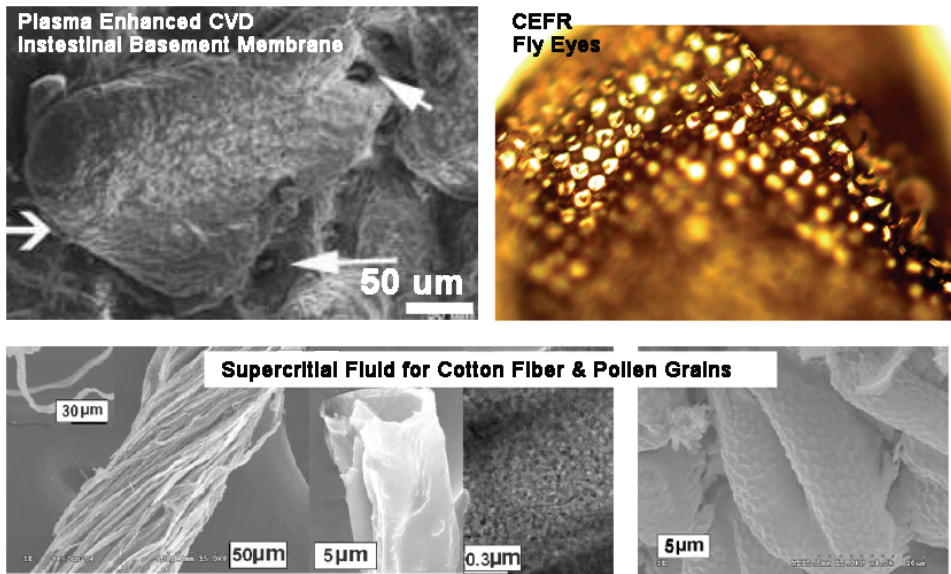 Plasma Enhanced CVD
Instestinal Basement Membrane
50 um
CEFR
Fly Eyes
Supercritial Fluid for Cotton Fiber & Pollen Grains
30µm
50µm
5µm
0.3µm
5µm